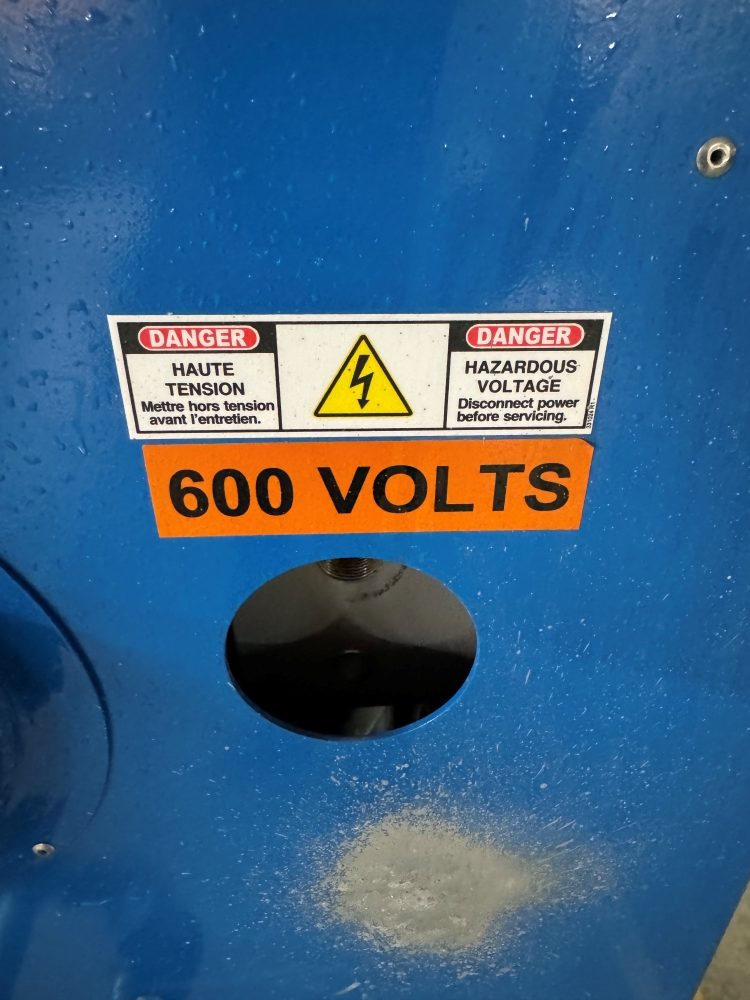 DANGER
HAUTE
TENSION
Mettre hors tension
avant l'entretien.
DANGER
HAZARDOUS
VOLTAGE
Disconnect power
before servicing.
600 VOLTS